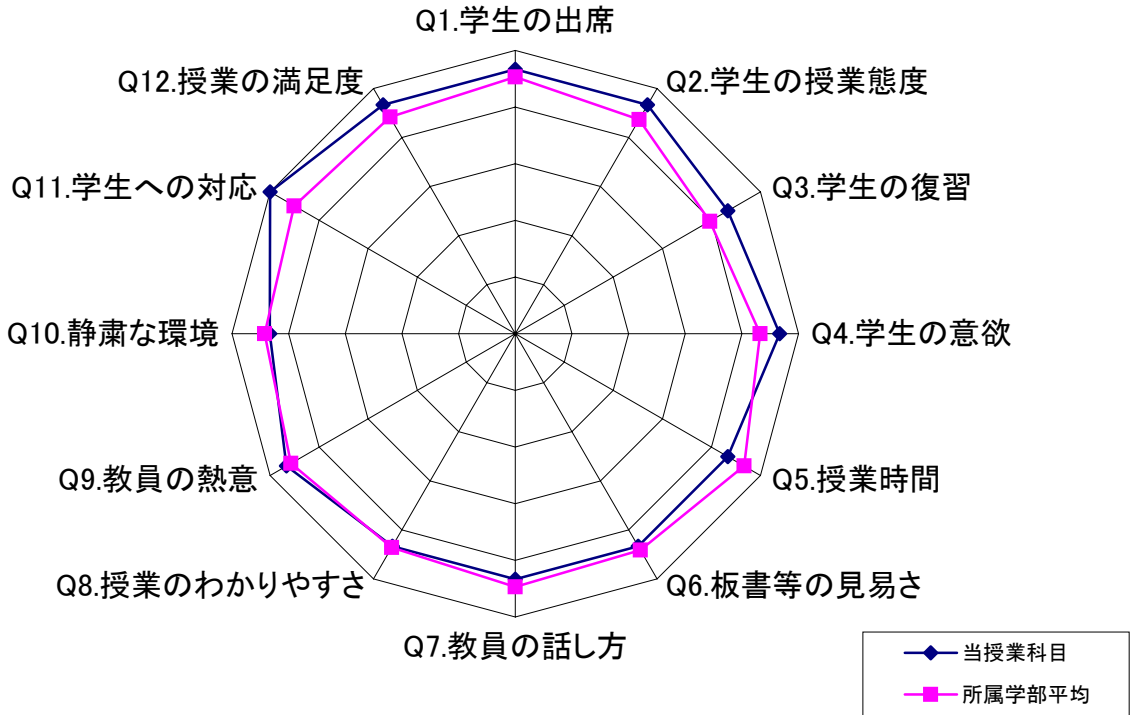 Q1.学生の出席
Q2.学生の授業態度
Q3.学生の復習
Q4.学生の意欲
Q5.授業時間
Q6.板書等の見易さ
Q7.教員の話し方
Q8.授業のわかりやすさ
Q9.教員の熱意
Q10.静粛な環境
Q11.学生への対応
Q12.授業の満足度
当授業科目
所属学部平均